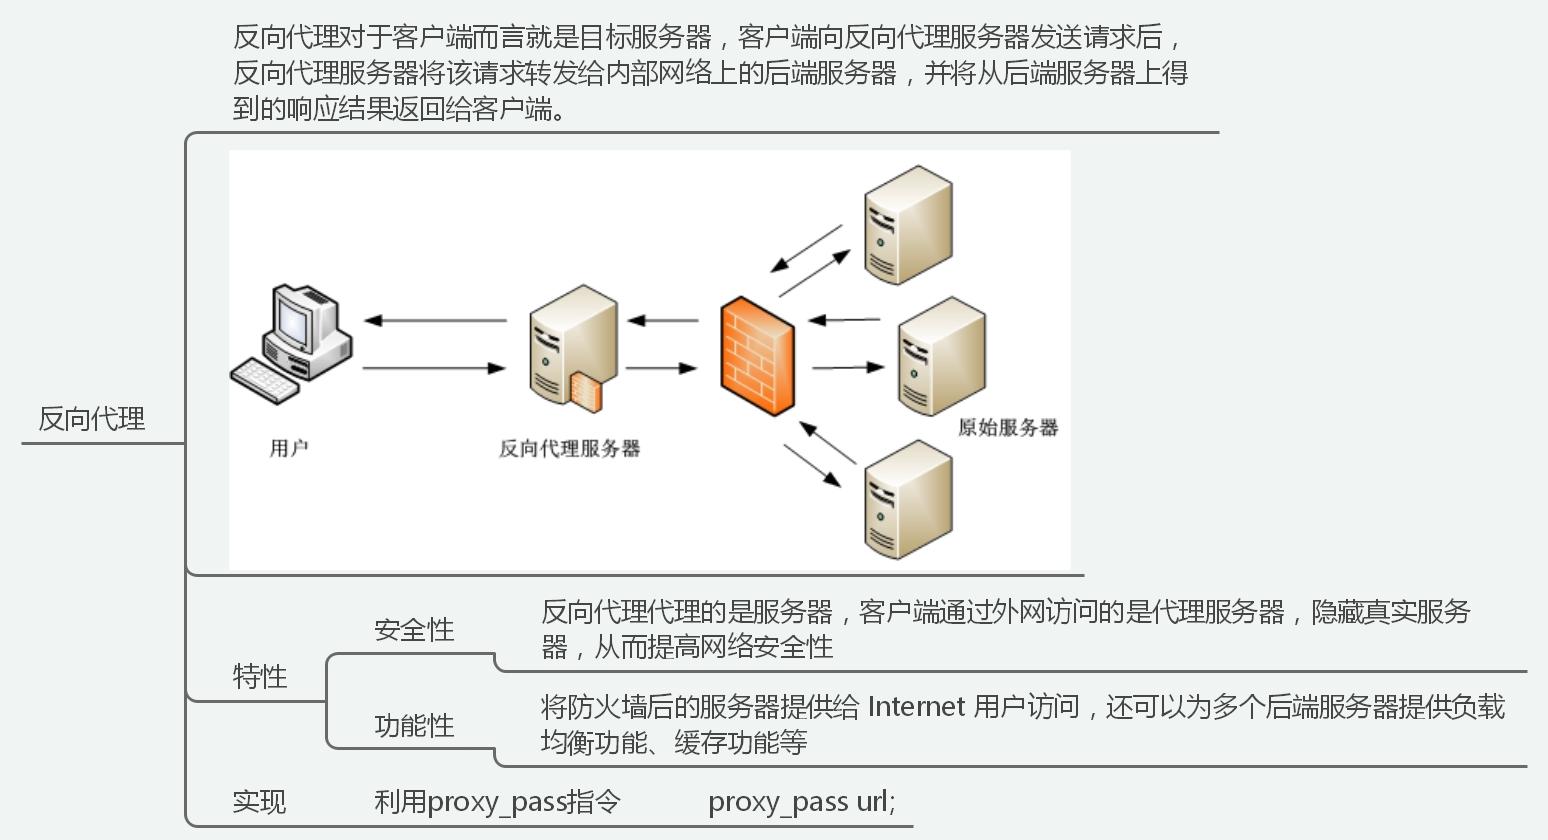 反向代理对于客户端而言就是目标服务器，客户端向反向代理服务器发送请求后，
反向代理服务器将该请求转发给内部网络上的后端服务器，并将从后端服务器上得
到的响应结果返回给客户端。
反向代理
用户
反向代理服务器
原始服务器
特性
安全性
反向代理代理的是服务器，客户端通过外网访问的是代理服务器，隐藏真实服务
器，从而提高网络安全性
功能性
将防火墙后的服务器提供给 Internet 用户访问，还可以为多个后端服务器提供负载
均衡功能、缓存功能等
实现
利用proxy_pass指令
proxy_pass url;